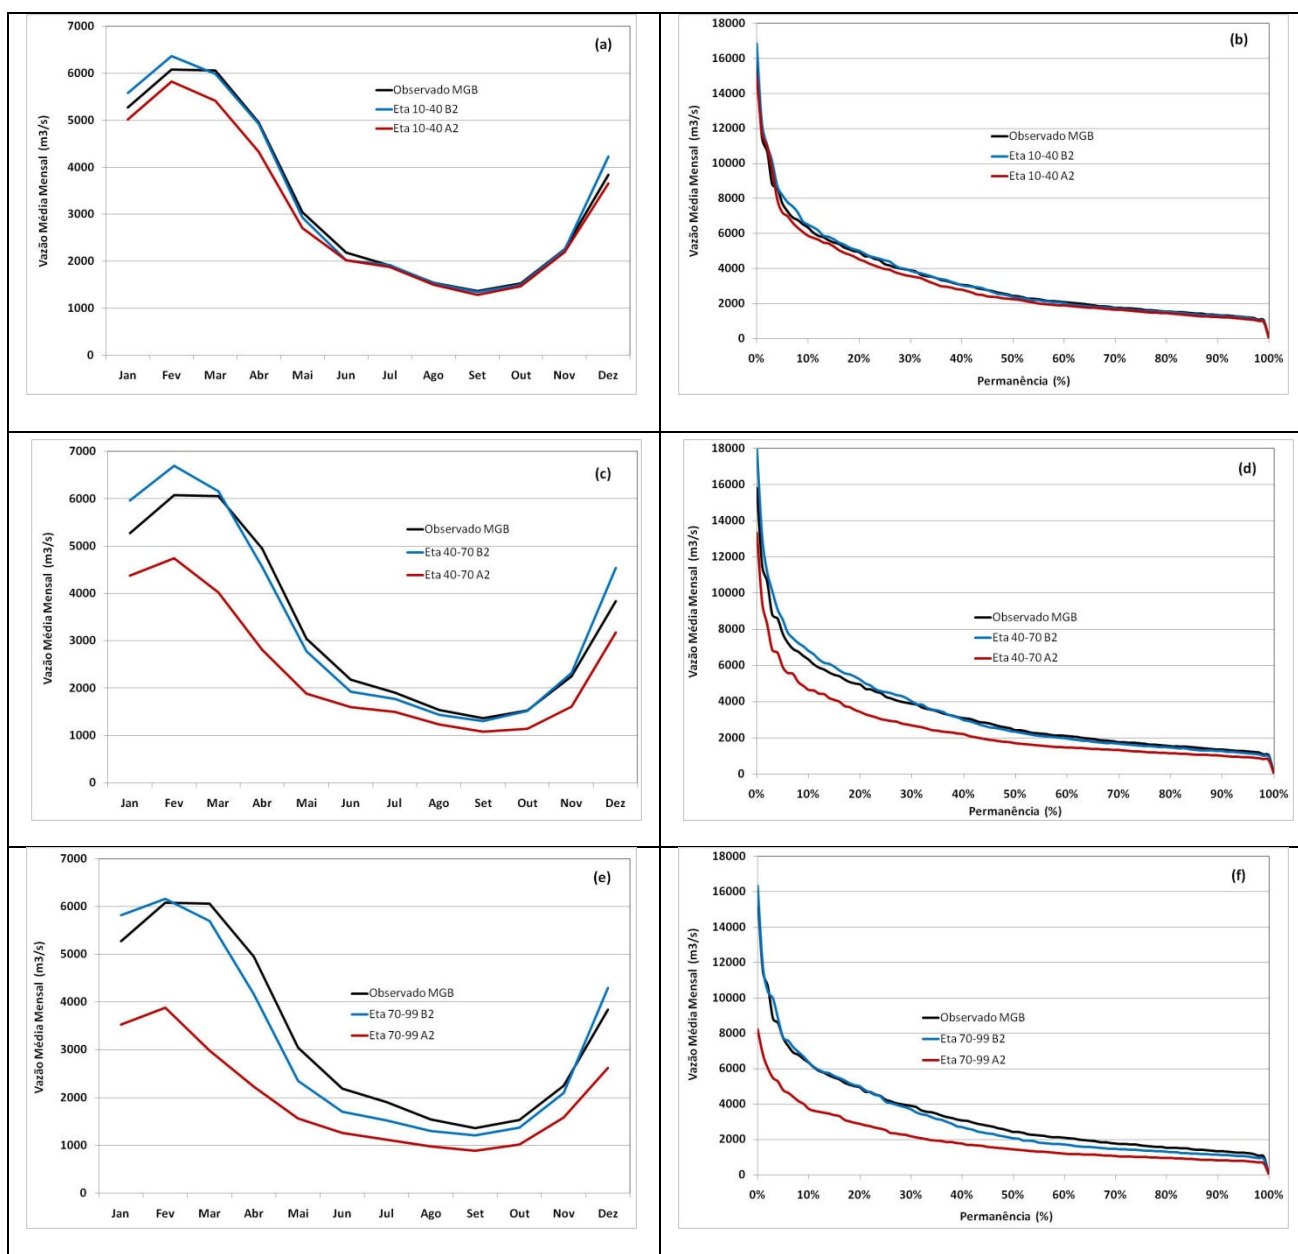 7000
6000
5000
4000
3000
2000
1000
0
Vazão Média Mensal (m3/s)
(a)
Observado MGB
Eta 10-40 B2
Eta 10-40 A2
Jan Fev Mar Abr Mai Jun Jul Ago Set Out Nov Dez
18000
16000
14000
12000
10000
8000
6000
4000
2000
0
Vazão Média Mensal (m3/s)
(b)
Observado MGB
Eta 10-40 B2
Eta 10-40 A2
0% 10% 20% 30% 40% 50% 60% 70% 80% 90% 100%
Permanência (%)
7000
6000
5000
4000
3000
2000
1000
0
Vazão Média Mensal (m3/s)
(c)
Observado MGB
Eta 40-70 B2
Eta 40-70 A2
Jan Fev Mar Abr Mai Jun Jul Ago Set Out Nov Dez
18000
16000
14000
12000
10000
8000
6000
4000
2000
0
Vazão Média Mensal (m3/s)
(d)
Observado MGB
Eta 40-70 B2
Eta 40-70 A2
0% 10% 20% 30% 40% 50% 60% 70% 80% 90% 100%
Permanência (%)
7000
6000
5000
4000
3000
2000
1000
0
Vazão Média Mensal (m3/s)
(e)
Observado MGB
Eta 70-99 B2
Eta 70-99 A2
Jan Fev Mar Abr Mai Jun Jul Ago Set Out Nov Dez
18000
16000
14000
12000
10000
8000
6000
4000
2000
0
Vazão Média Mensal (m3/s)
(f)
Observado MGB
Eta 70-99 B2
Eta 70-99 A2
0% 10% 20% 30% 40% 50% 60% 70% 80% 90% 100%
Permanência (%)